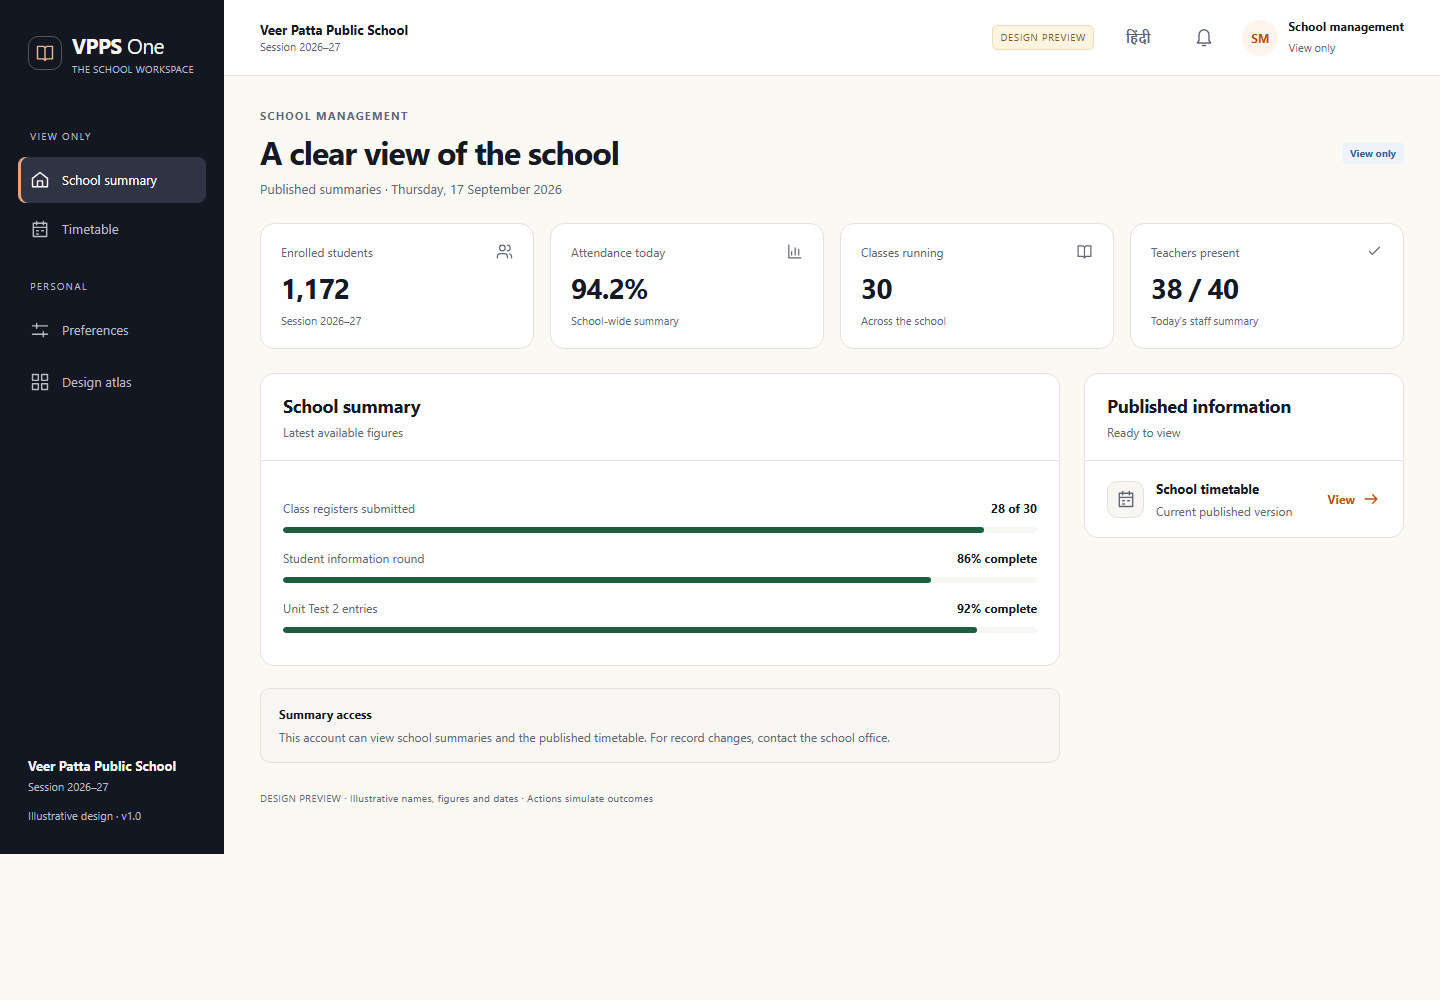 VPPS One
THE SCHOOL WORKSPACE
VIEW ONLY
School summary
Timetable
PERSONAL
Preferences
Design atlas
Veer Patta Public School
Session 2026–27
Illustrative design · v1.0
Veer Patta Public School
Session 2026–27
DESIGN PREVIEW
हिंदी
SM
School management
View only
SCHOOL MANAGEMENT
A clear view of the school
View only
Published summaries · Thursday, 17 September 2026
Enrolled students
1,172
Session 2026–27
Attendance today
94.2%
School-wide summary
Classes running
30
Across the school
Teachers present
38 / 40
Today's staff summary
School summary
Latest available figures
Class registers submitted
28 of 30
Student information round
86% complete
Unit Test 2 entries
92% complete
Published information
Ready to view
School timetable
Current published version
View
Summary access
This account can view school summaries and the published timetable. For record changes, contact the school office.
DESIGN PREVIEW · Illustrative names, figures and dates · Actions simulate outcomes